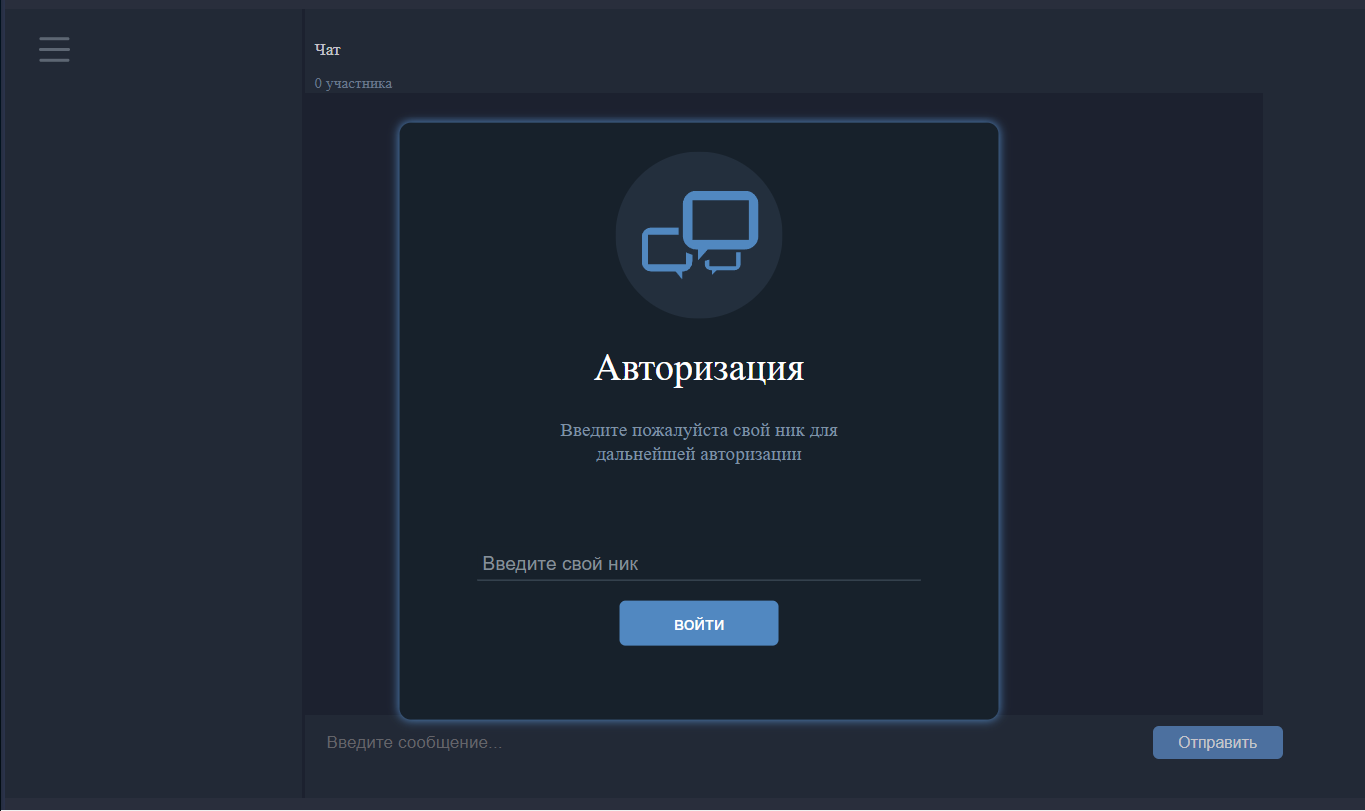 Чат
0 участника
Авторизация
Введите пожалуйста свой ник для
дальнейшей авторизации
Введите свой ник
ВОЙТИ
Введите сообщение...
Отправить